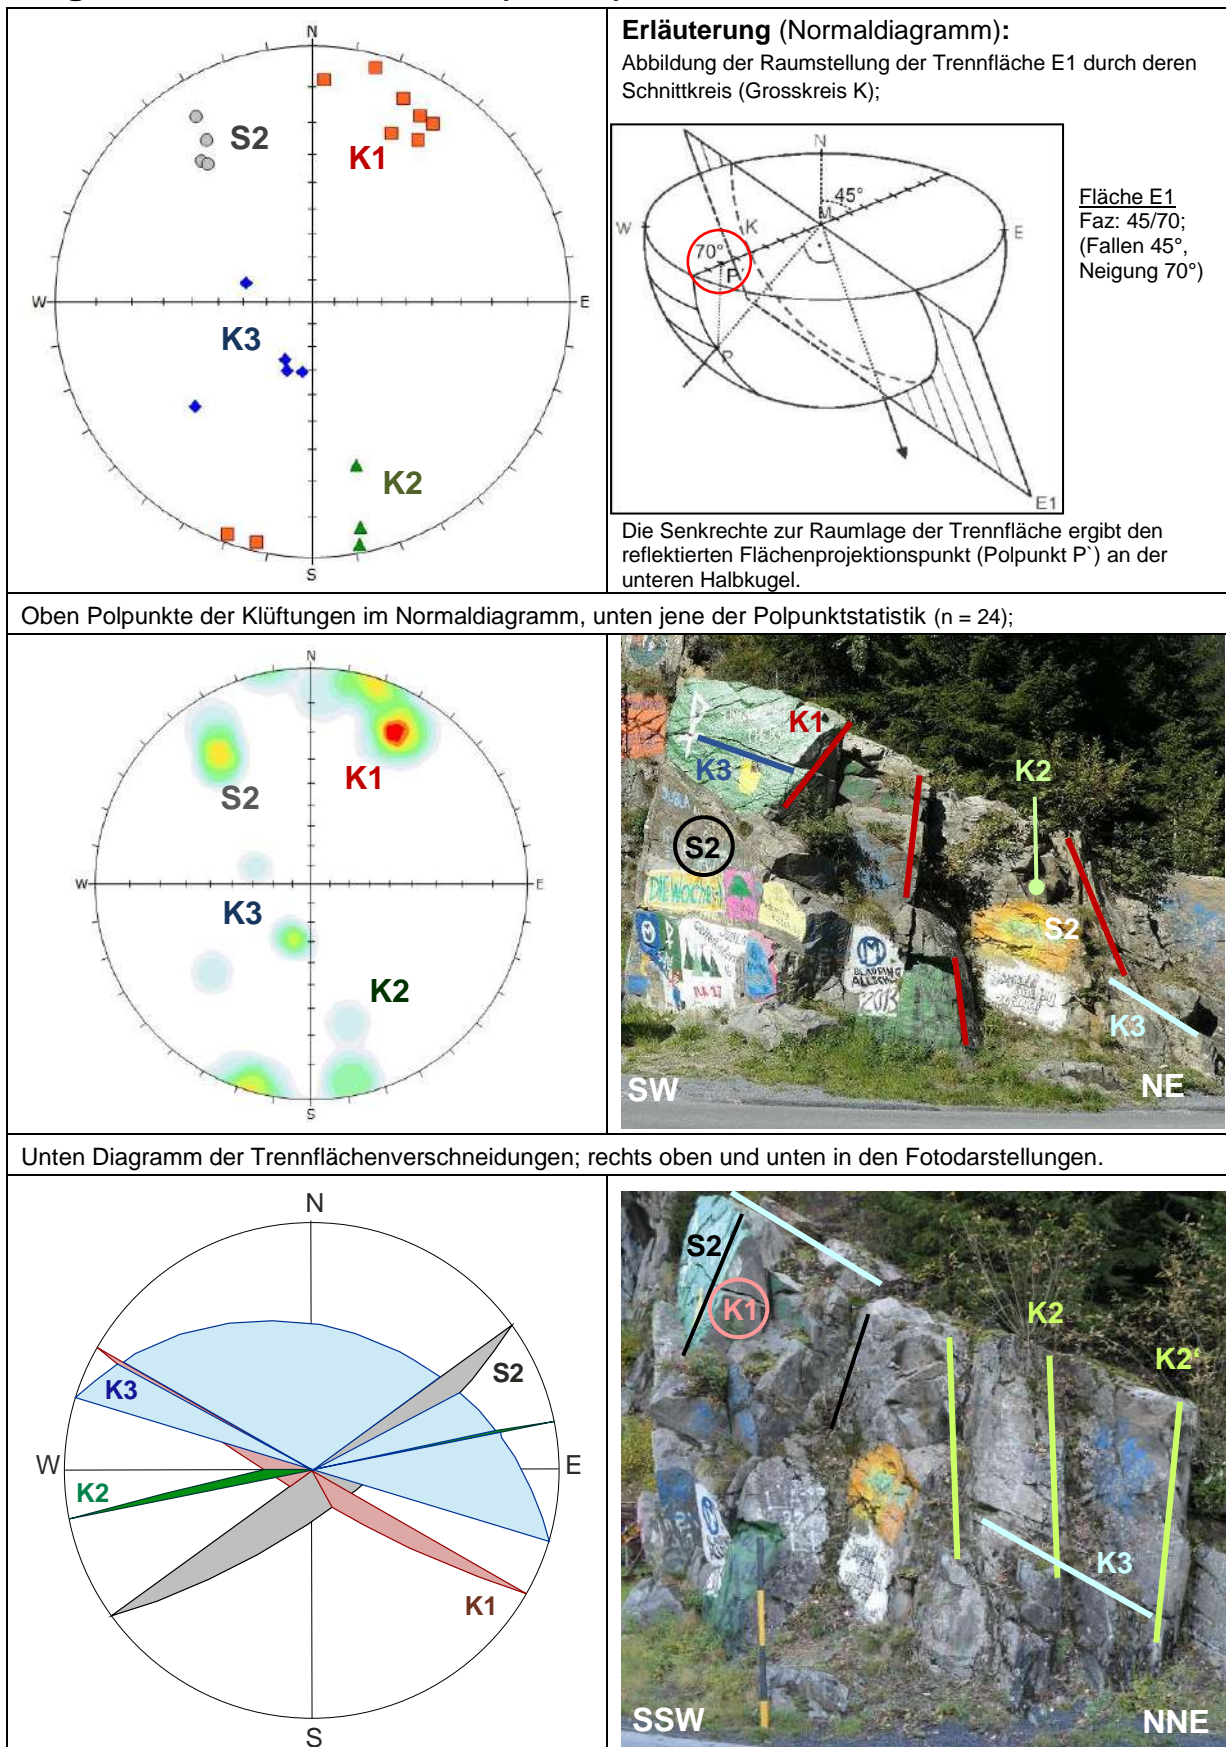 N
S2
K1
W
E
K3
K2
S
Erläuterung (Normaldiagramm):
Abbildung der Raumstellung der Trennfläche E1 durch deren
Schnittkreis (Grosskreis K);
N
45°
M
W
K
E
70°
P'
P
E1
Fläche E1
Faz: 45/70;
(Fallen 45°,
Neigung 70°)
Die Senkrechte zur Raumlage der Trennfläche ergibt den
reflektierten Flächenprojektionspunkt (Polpunkt P`) an der
unteren Halbkugel.
Oben Polpunkte der Klüftungen im Normaldiagramm, unten jene der Polpunktstatistik (n = 24);
N
K1
S2
W
E
K3
K2
S
K1
K3
K2
S2
DIE WOCHE
S2
2013
K3
SW
NE
Unten Diagramm der Trennflächenverschneidungen; rechts oben und unten in den Fotodarstellungen.
N
S2
K3
W
E
K2
K1
S
S2
K1
K2
K2‘
K3
SSW
NNE